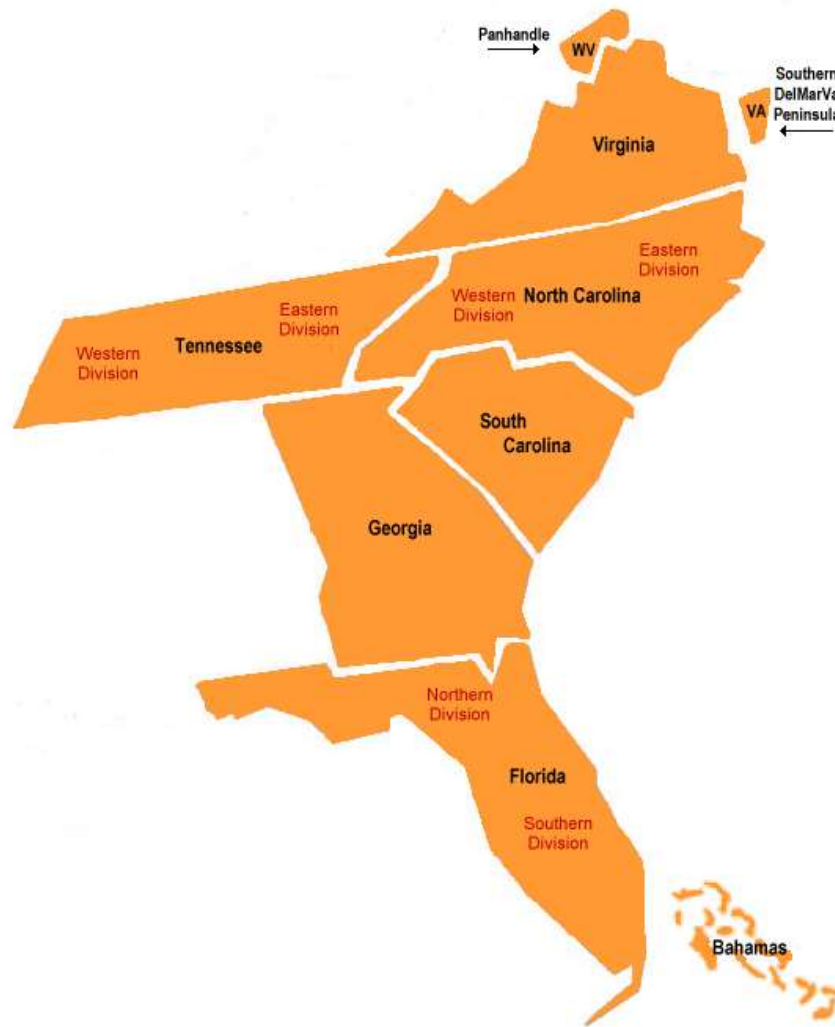 Panhandle
WV
Southern
DelMarVa
Peninsula
VA
Virginia
Eastern
Division
Western
Division
North Carolina
Eastern
Division
Tennessee
Western
Division
South
Carolina
Georgia
Northern
Division
Florida
Southern
Division
Bahamas